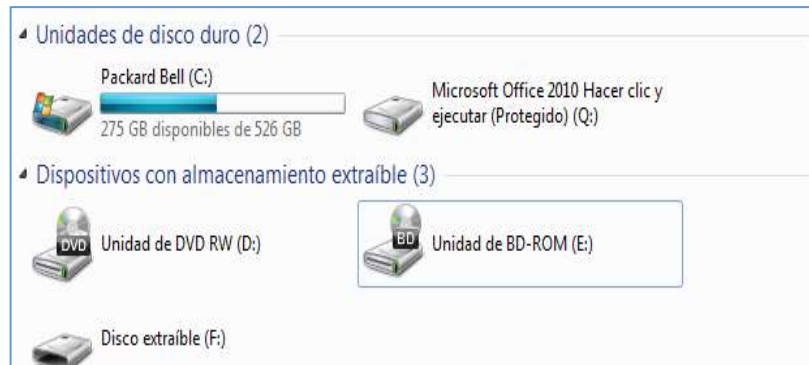 Unidades de disco duro (2)
Packard Bell (C:)
275 GB disponibles de 526 GB
Microsoft Office 2010 Hacer clic y
ejecutar (Protegido) (Q:)
Dispositivos con almacenamiento extraíble (3)
DVD
Unidad de DVD RW (D:)
BD
Unidad de BD-ROM (E:)
Disco extraíble (F:)